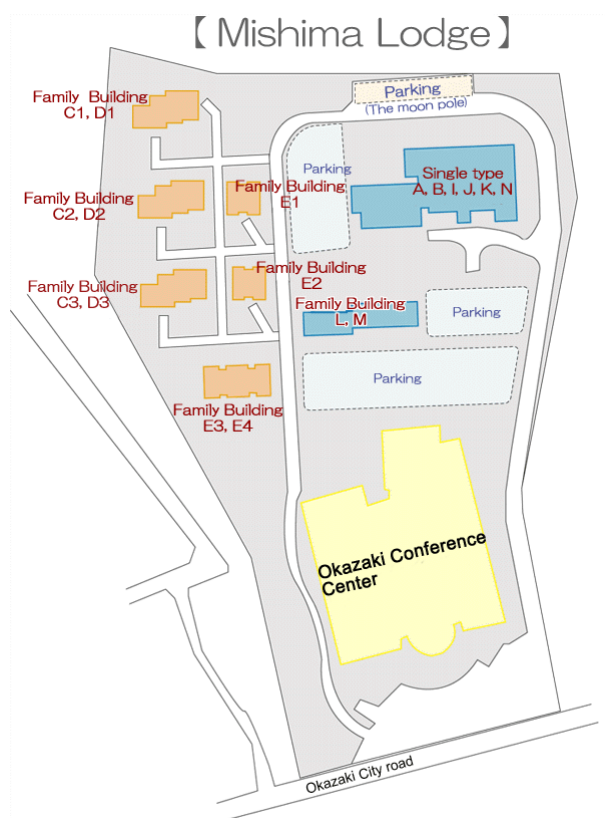 【 Mishima Lodge 】
Parking
(The moon pole)
Family Building
C1, D1
Parking
Single type
A, B, I, J, K, N
Family Building
E1
Family Building
C2, D2
Family Building
E2
Family Building
C3, D3
Family Building
L, M
Parking
Parking
Family Building
E3, E4
Okazaki Conference
Center
Okazaki City road